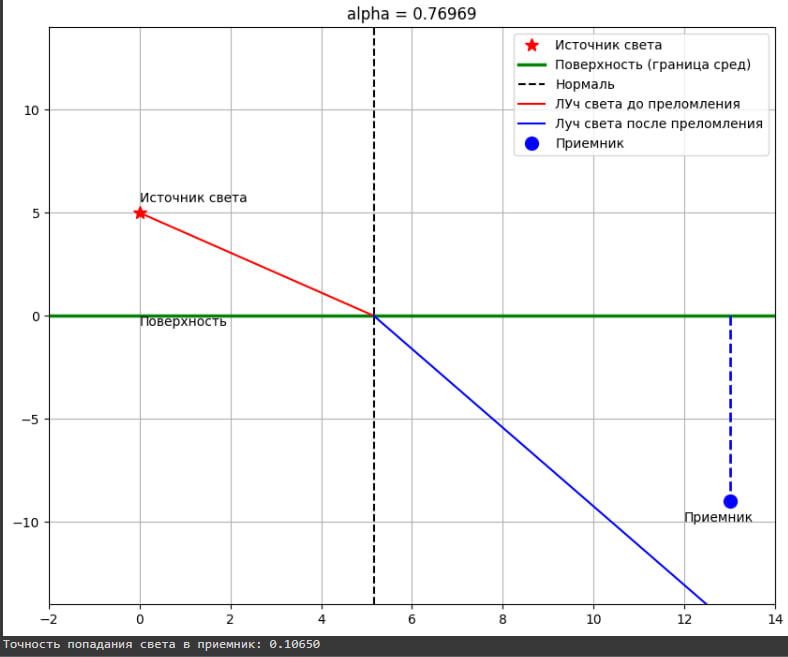 alpha = 0.76969
Источник света
Поверхность (граница сред)
Нормаль
ЛУч света до преломления
Луч света после преломления
Приемник
10
5
0
−5
−10
Источник света
Поверхность
Приемник
−2 0 2 4 6 8 10 12 14
Точность попадания света в приемник: 0.10650